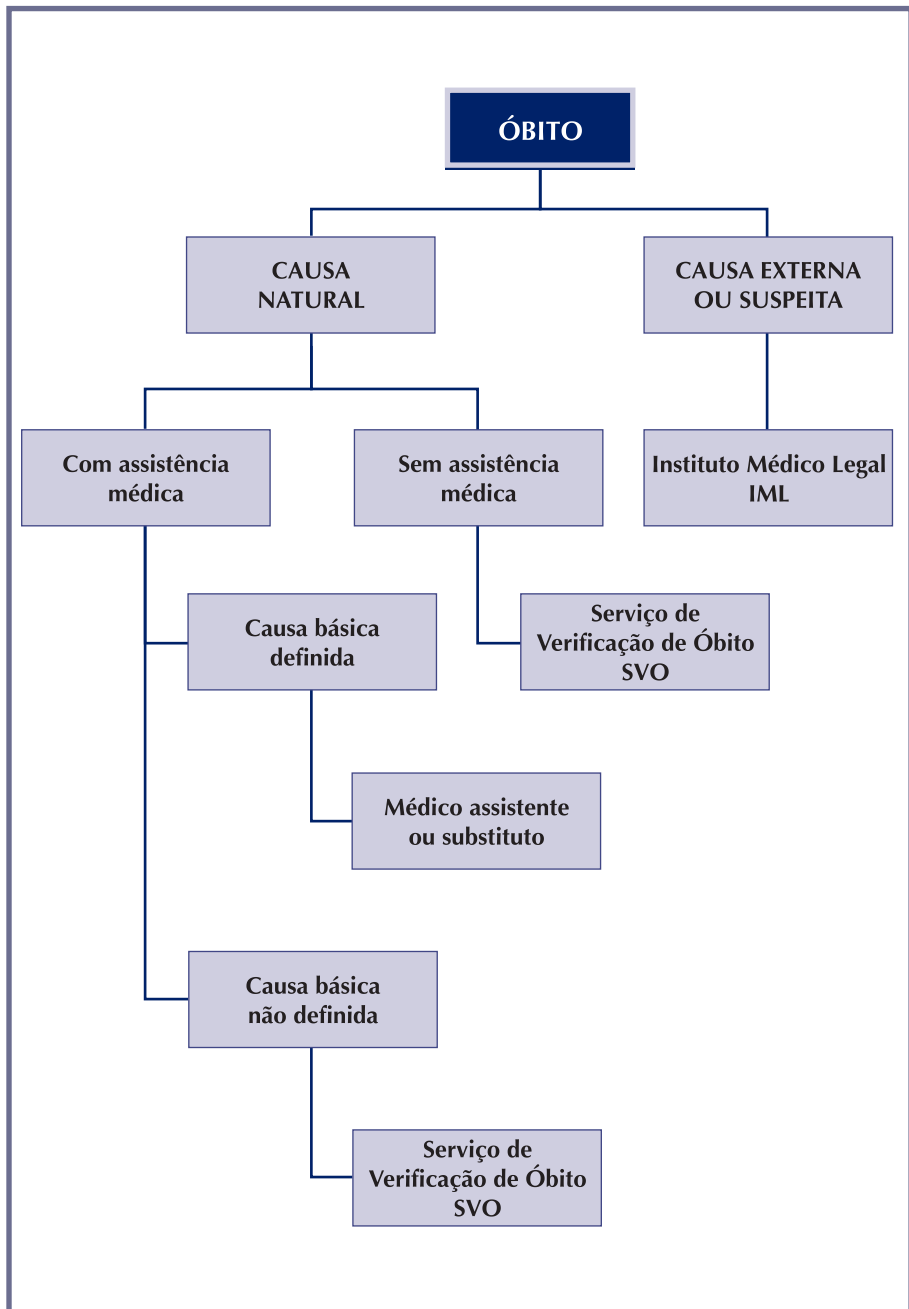 ÓBITO
CAUSA
NATURAL
CAUSA EXTERNA
OU SUSPEITA
Com assistência
médica
Sem assistência
médica
Instituto Médico Legal
IML
Causa básica
definida
Serviço de
Verificação de Óbito
SVO
Médico assistente
ou substituto
Causa básica
não definida
Serviço de
Verificação de Óbito
SVO